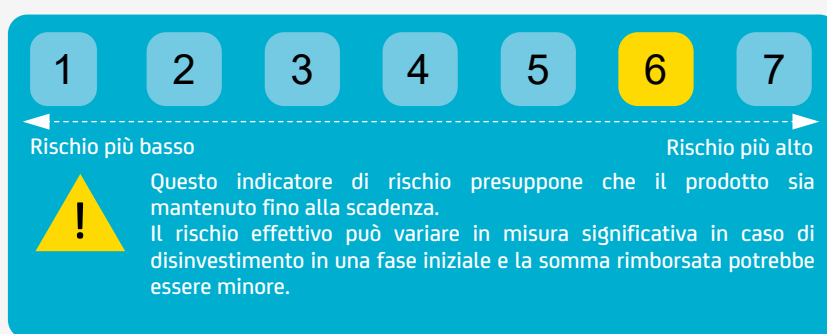 1 2 3 4 5 6 7
Rischio più basso Rischio più alto
Questo indicatore di rischio presuppone che il prodotto sia
mantenuto fino alla scadenza.
Il rischio effettivo può variare in misura significativa in caso di
disinvestimento in una fase iniziale e la somma rimborsata potrebbe
essere minore.
!